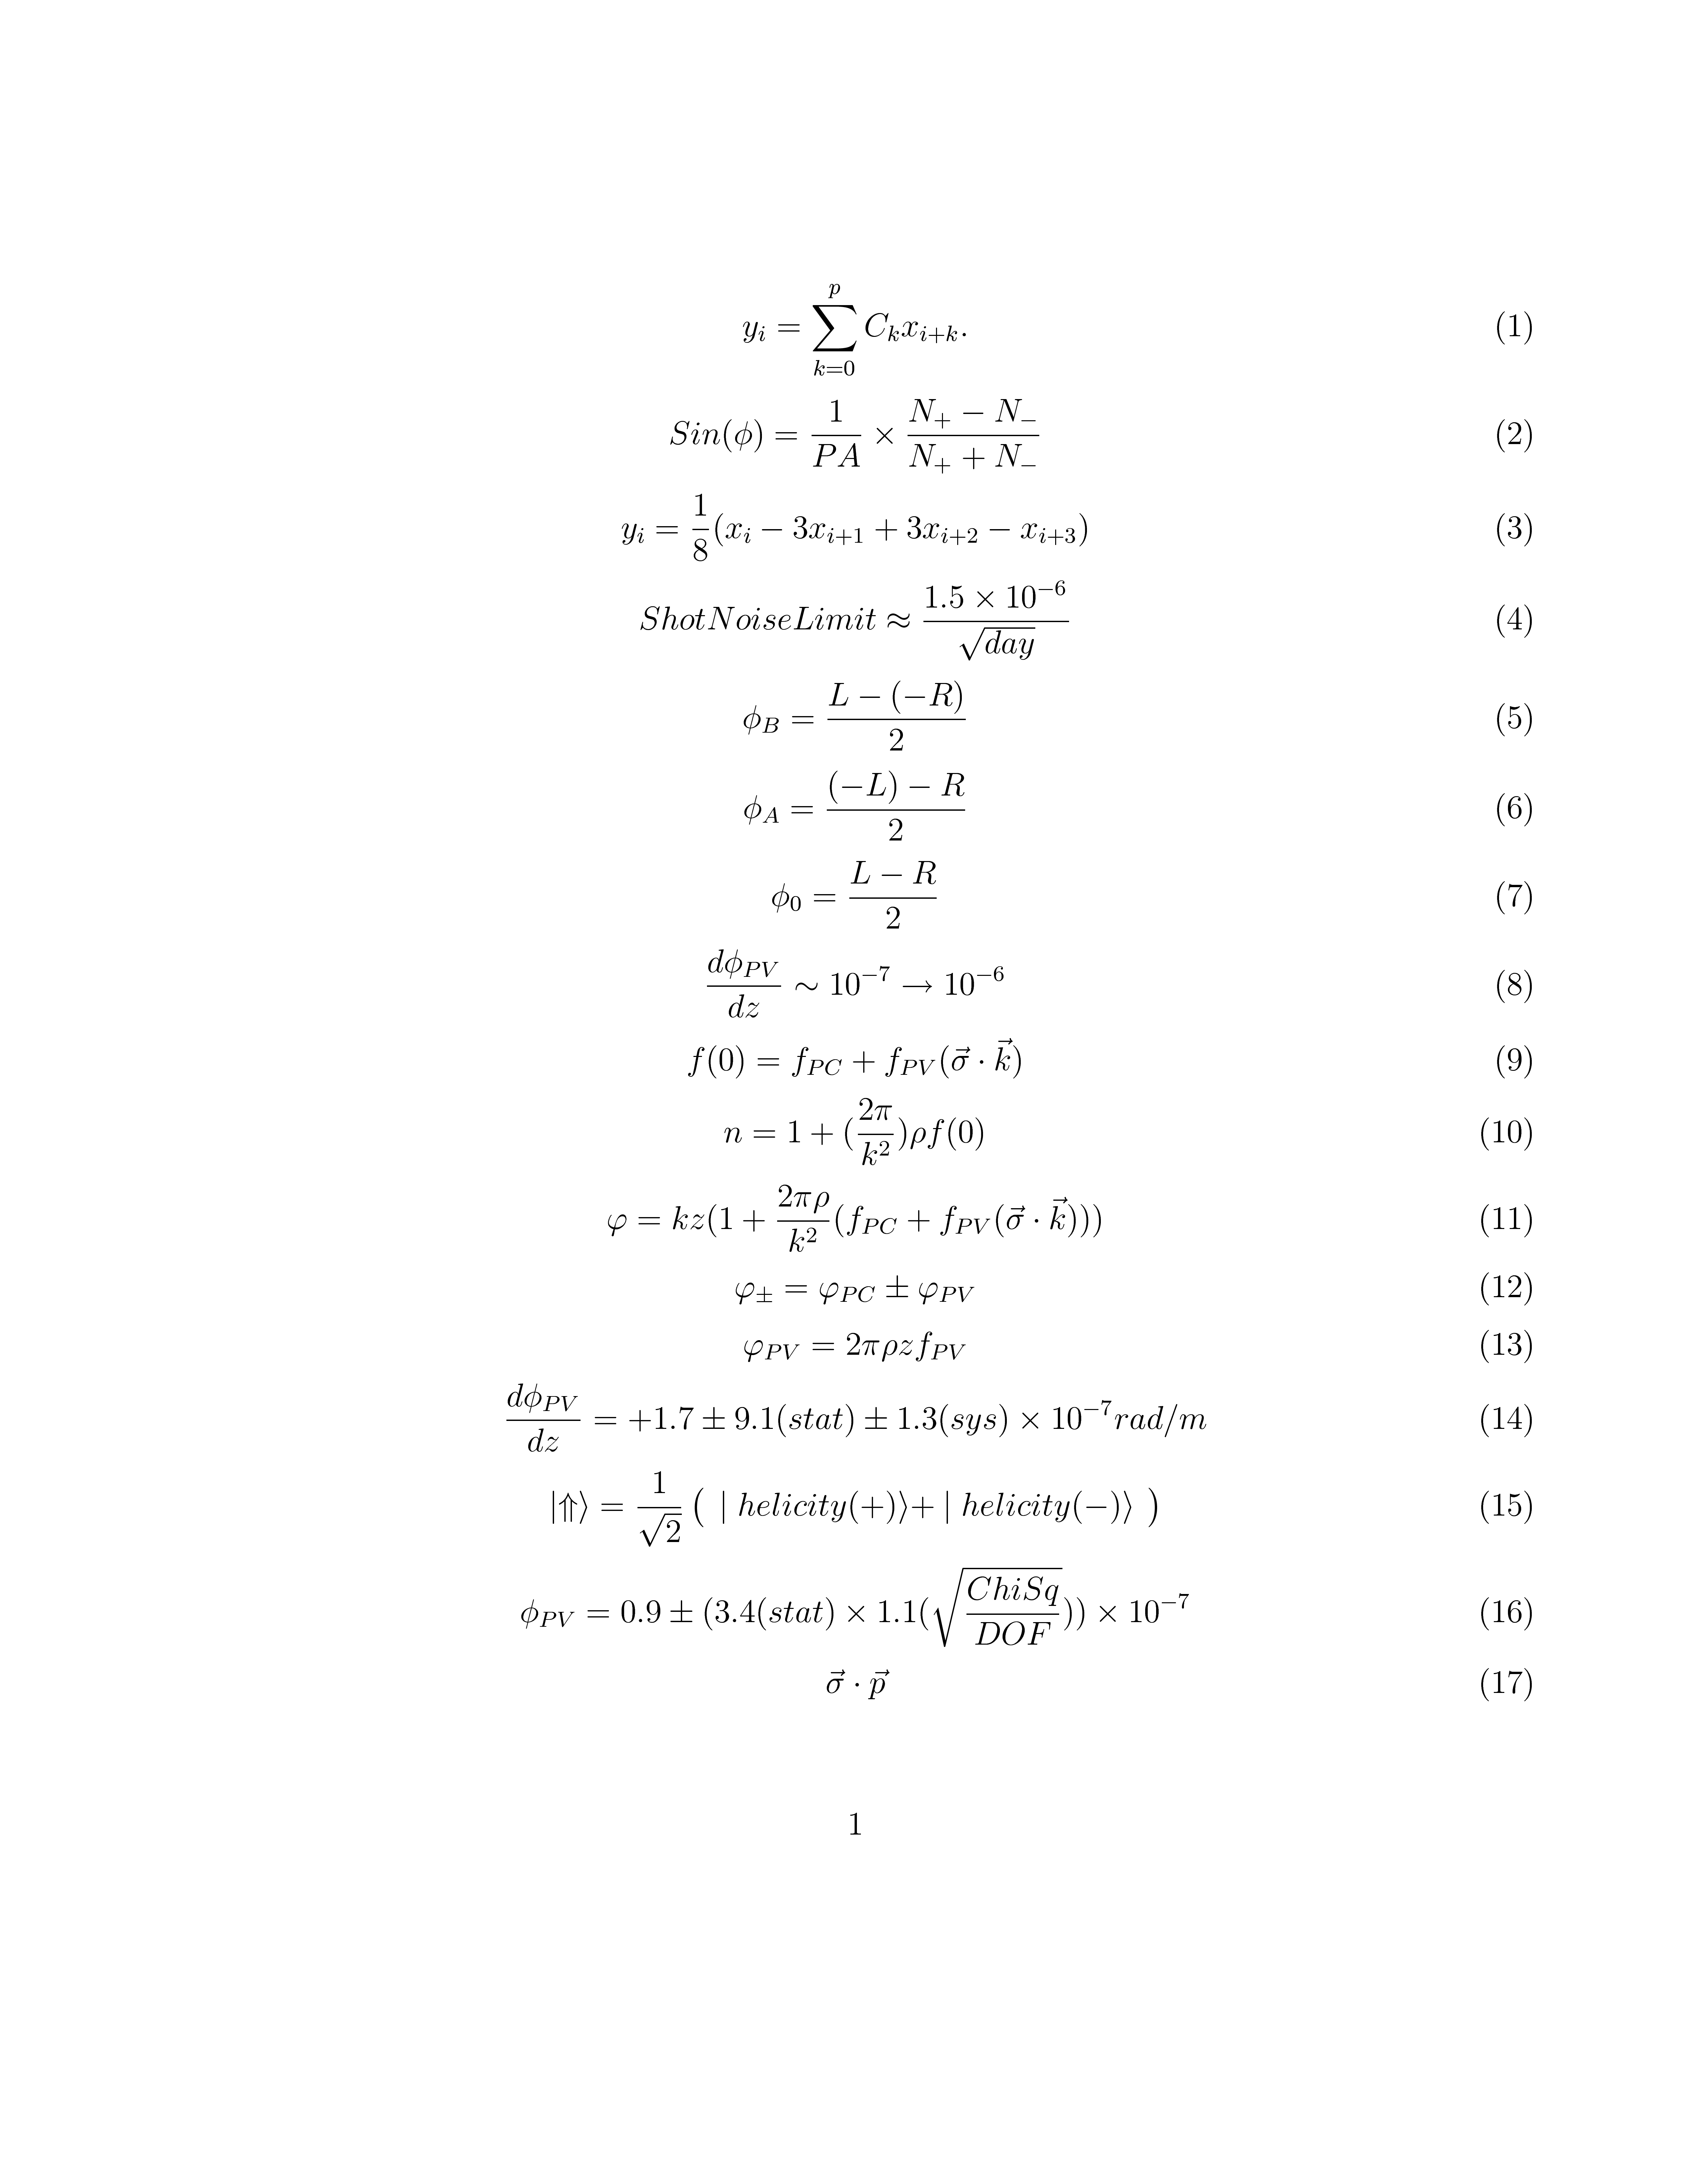 $y_i = \sum_{k=0}^{p} C_k x_{i+k}.$ (1)
$Sin(\phi) = \frac{1}{PA} \times \frac{N_+ - N_-}{N_+ + N_-}$ (2)
$y_i = \frac{1}{8}(x_i - 3x_{i+1} + 3x_{i+2} - x_{i+3})$ (3)
$ShotNoiseLimit \approx \frac{1.5 \times 10^{-6}}{\sqrt{day}}$ (4)
$\phi_B = \frac{L - (-R)}{2}$ (5)
$\phi_A = \frac{(-L) - R}{2}$ (6)
$\phi_0 = \frac{L - R}{2}$ (7)
$\frac{d\phi_{PV}}{dz} \sim 10^{-7} \rightarrow 10^{-6}$ (8)
$f(0) = f_{PC} + f_{PV}(\vec{\sigma} \cdot \vec{k})$ (9)
$n = 1 + (\frac{2\pi}{k^2})\rho f(0)$ (10)
$\varphi = kz(1 + \frac{2\pi\rho}{k^2}(f_{PC} + f_{PV}(\vec{\sigma} \cdot \vec{k})))$ (11)
$\varphi_{\pm} = \varphi_{PC} \pm \varphi_{PV}$ (12)
$\varphi_{PV} = 2\pi\rho z f_{PV}$ (13)
$\frac{d\phi_{PV}}{dz} = +1.7 \pm 9.1(stat) \pm 1.3(sys) \times 10^{-7} rad/m$ (14)
$|\Uparrow\rangle = \frac{1}{\sqrt{2}} ( \, | \, helicity(+)\rangle + | \, helicity(-)\rangle \, )$ (15)
$\phi_{PV} = 0.9 \pm (3.4(stat) \times 1.1(\sqrt{\frac{ChiSq}{DOF}})) \times 10^{-7}$ (16)
$\vec{\sigma} \cdot \vec{p}$ (17)
1